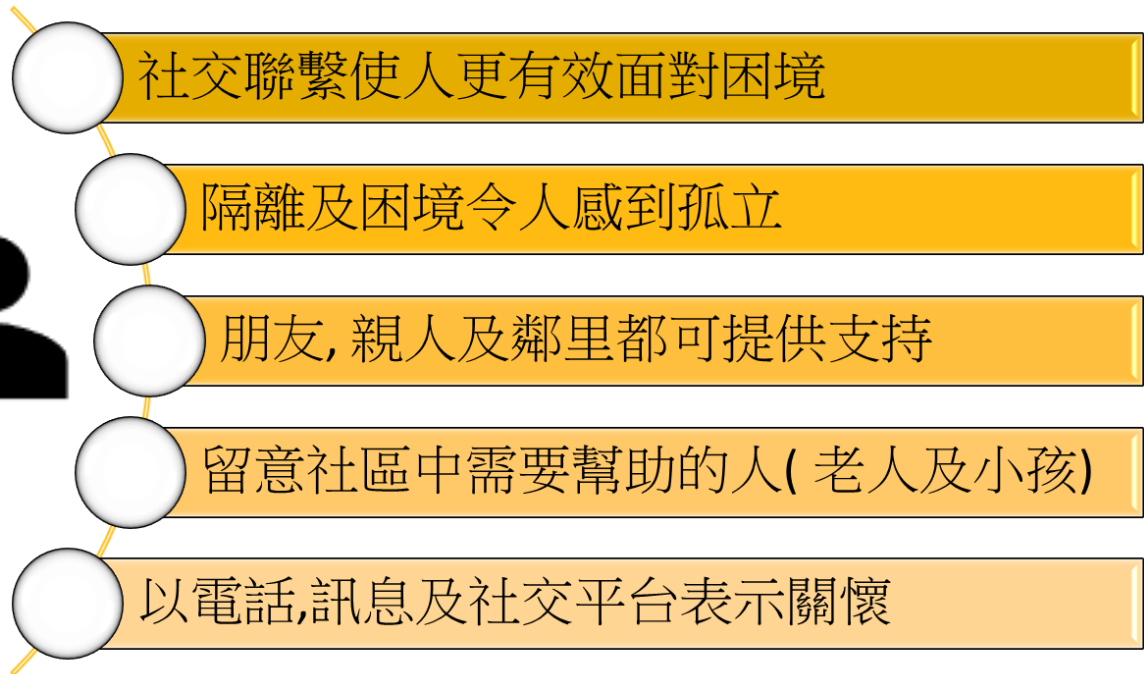 社交聯繫使人更有效面對困境
隔離及困境令人感到孤立
朋友, 親人及鄰里都可提供支持
留意社區中需要幫助的人( 老人及小孩)
以電話,訊息及社交平台表示關懷